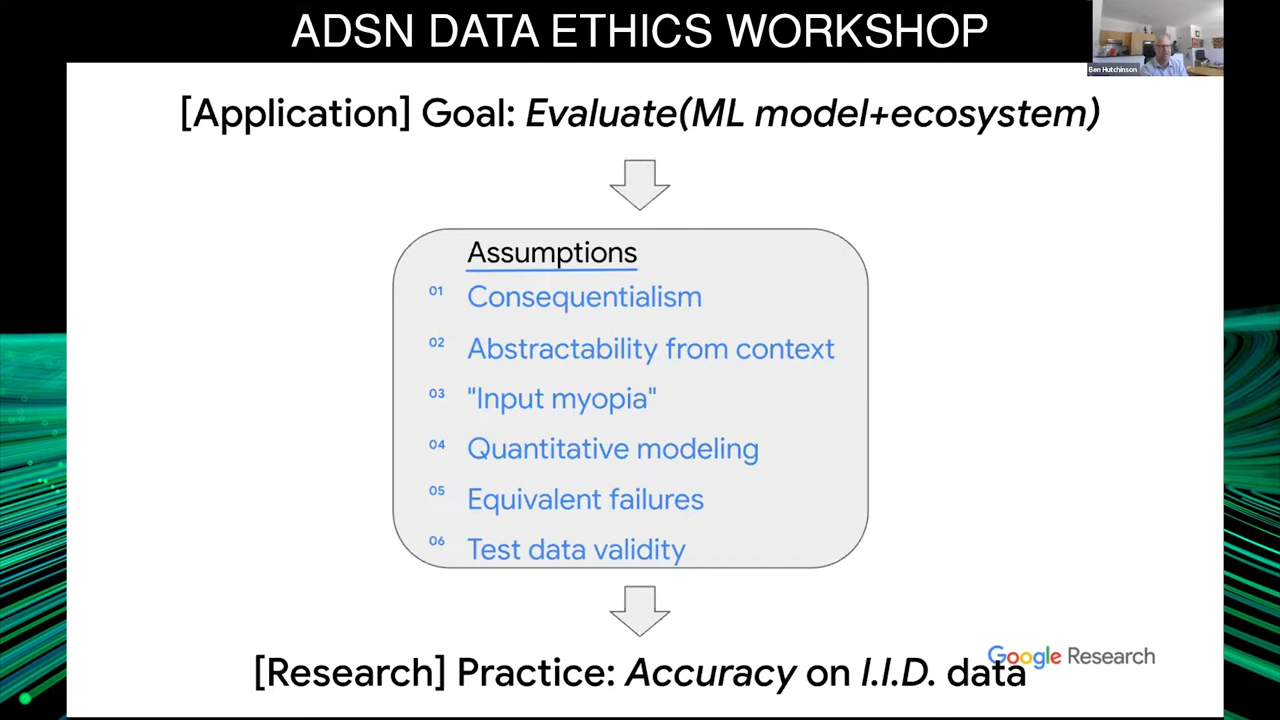 ADSN DATA ETHICS WORKSHOP
Ben Hutchinson
[Application] Goal: Evaluate(ML model+ecosystem)
Assumptions
01 Consequentialism
02 Abstractability from context
03 "Input myopia"
04 Quantitative modeling
05 Equivalent failures
06 Test data validity
Google Research
[Research] Practice: Accuracy on I.I.D. data